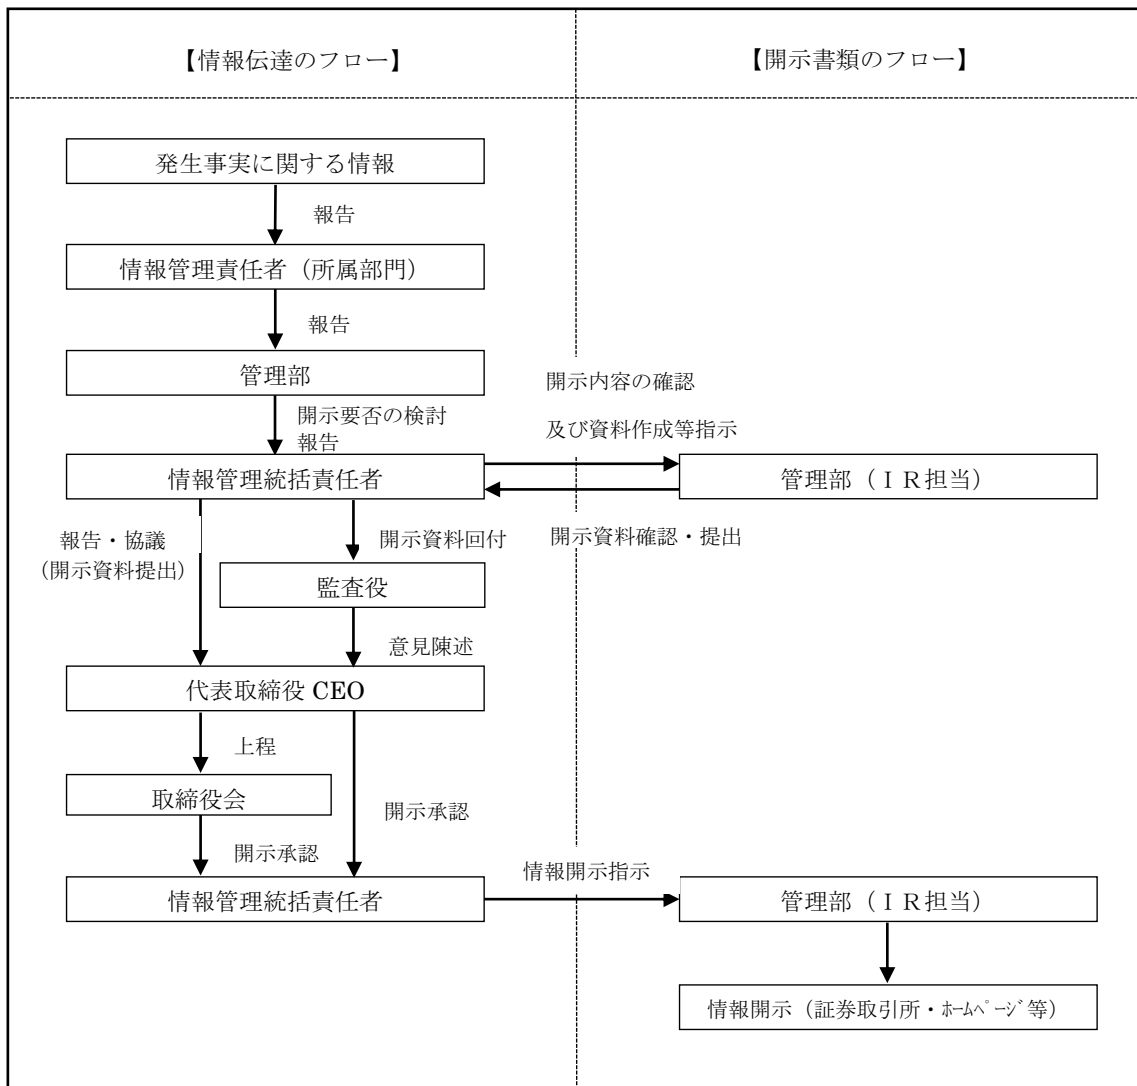 【情報伝達のフロー】
【開示書類のフロー】
発生事実に関する情報
報告
情報管理責任者（所属部門）
報告
管理部
開示要否の検討
報告
開示内容の確認
及び資料作成等指示
情報管理統括責任者
管理部（ＩＲ担当）
開示資料確認・提出
報告・協議
（開示資料提出）
開示資料回付
監査役
意見陳述
代表取締役 CEO
上程
取締役会
開示承認
開示承認
情報管理統括責任者
情報開示指示
管理部（ＩＲ担当）
情報開示（証券取引所・ﾎｰﾑﾍﾟｰｼﾞ等）